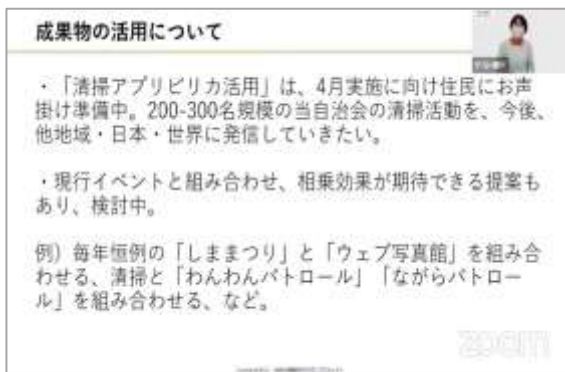 成果物の活用について
・「清掃アプリピリカ活用」は、4月実施に向け住民にお声
掛け準備中。200-300名規模の当自治会の清掃活動を、今後、
他地域・日本・世界に発信していきたい。
・現行イベントと組み合わせ、相乗効果が期待できる提案も
あり、検討中。
例）毎年恒例の「しままつり」と「ウェブ写真館」を組み合
わせる、清掃と「わんわんパトロール」「ながらパトロー
ル」を組み合わせる、など。
zoom